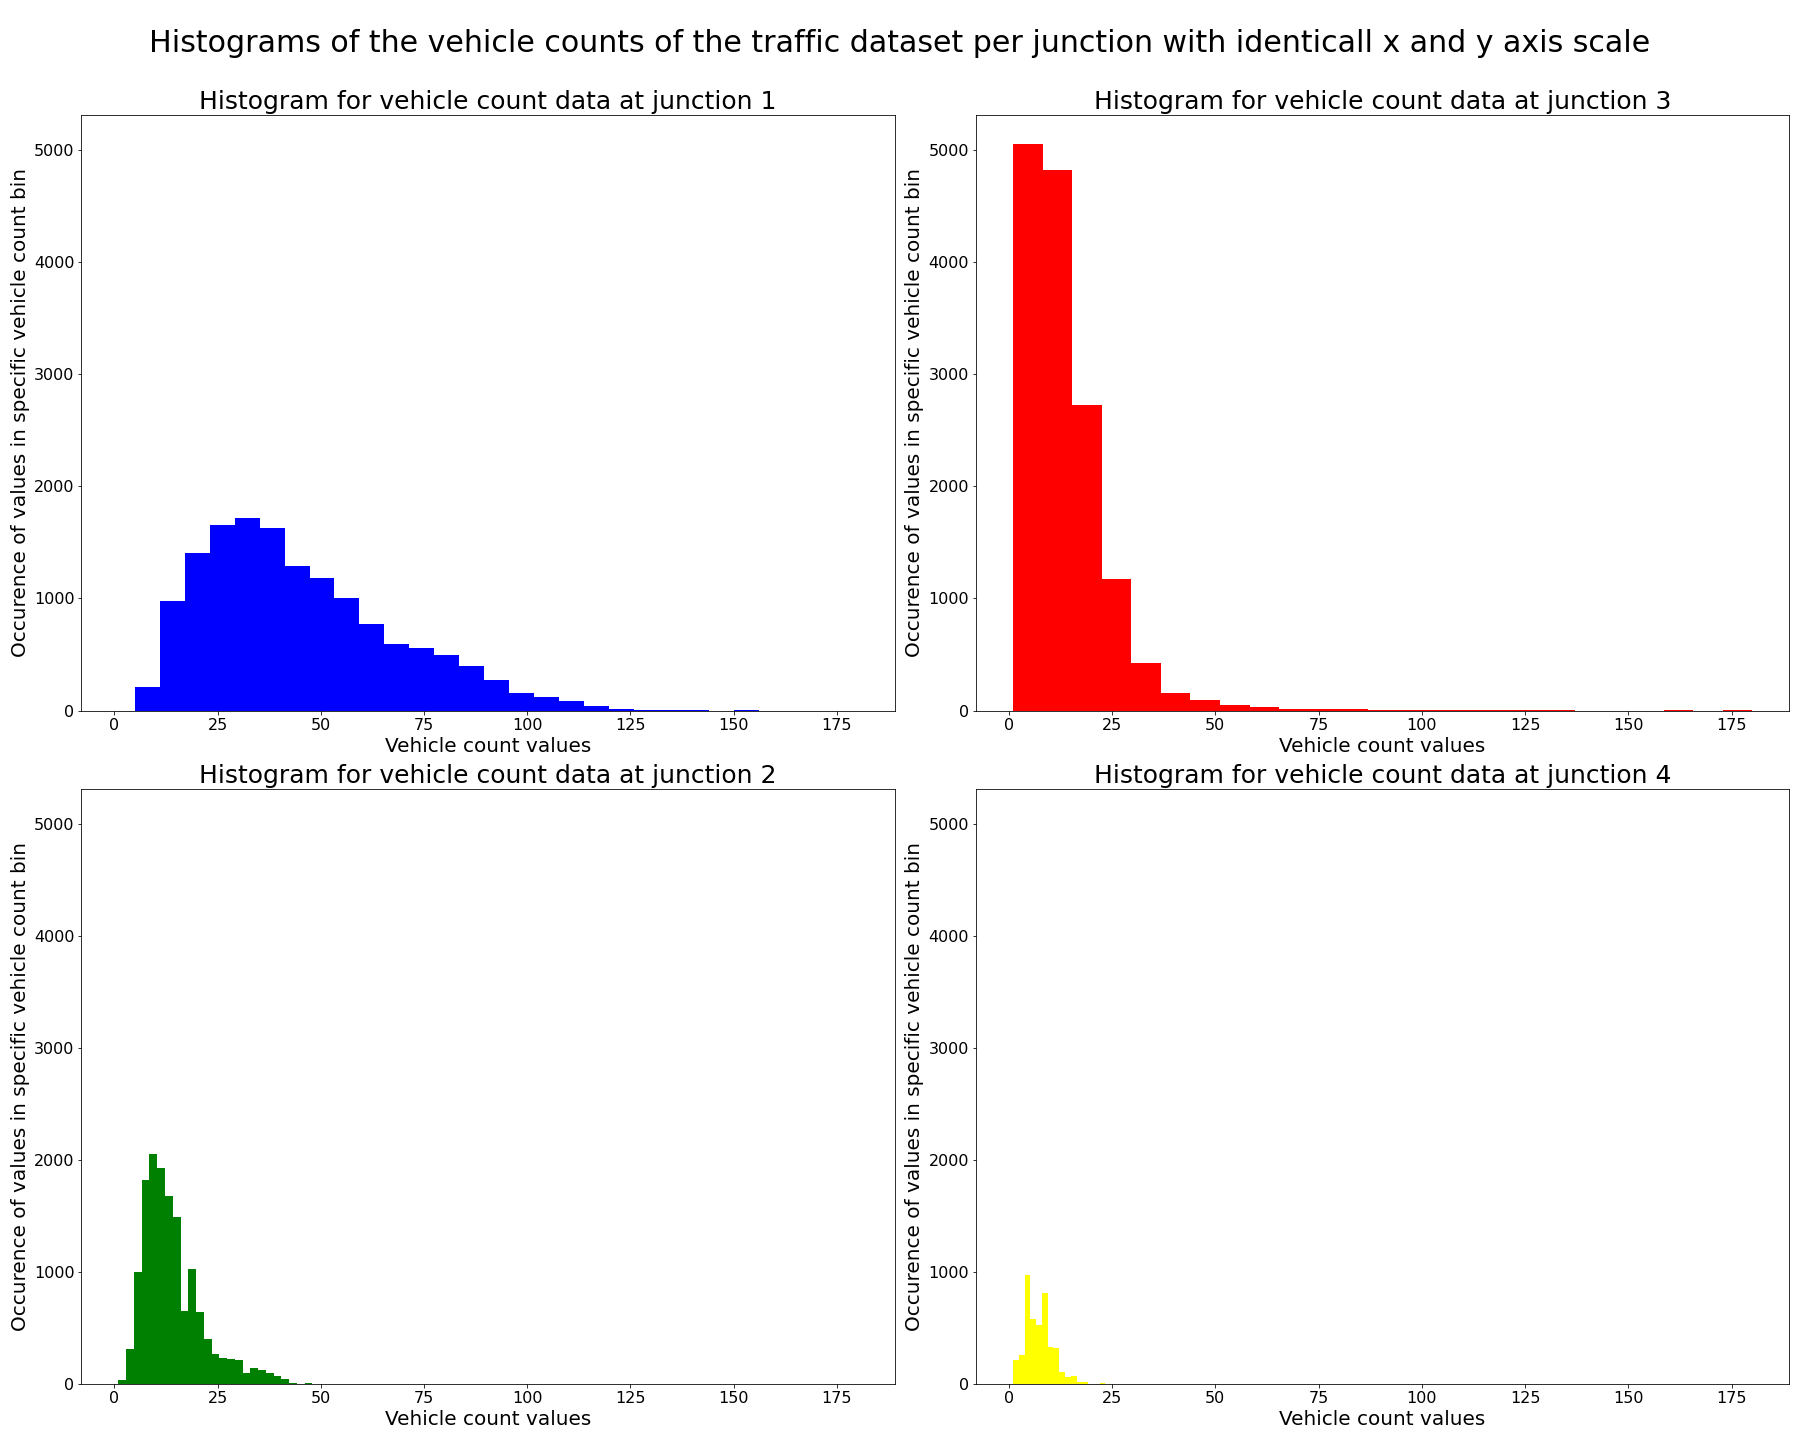 Histograms of the vehicle counts of the traffic dataset per junction with identicall x and y axis scale
Histogram for vehicle count data at junction 1
Occurence of values in specific vehicle count bin
5000
4000
3000
2000
1000
0
0 25 50 75 100 125 150 175
Vehicle count values
Histogram for vehicle count data at junction 3
Occurence of values in specific vehicle count bin
5000
4000
3000
2000
1000
0
0 25 50 75 100 125 150 175
Vehicle count values
Histogram for vehicle count data at junction 2
Occurence of values in specific vehicle count bin
5000
4000
3000
2000
1000
0
0 25 50 75 100 125 150 175
Vehicle count values
Histogram for vehicle count data at junction 4
Occurence of values in specific vehicle count bin
5000
4000
3000
2000
1000
0
0 25 50 75 100 125 150 175
Vehicle count values